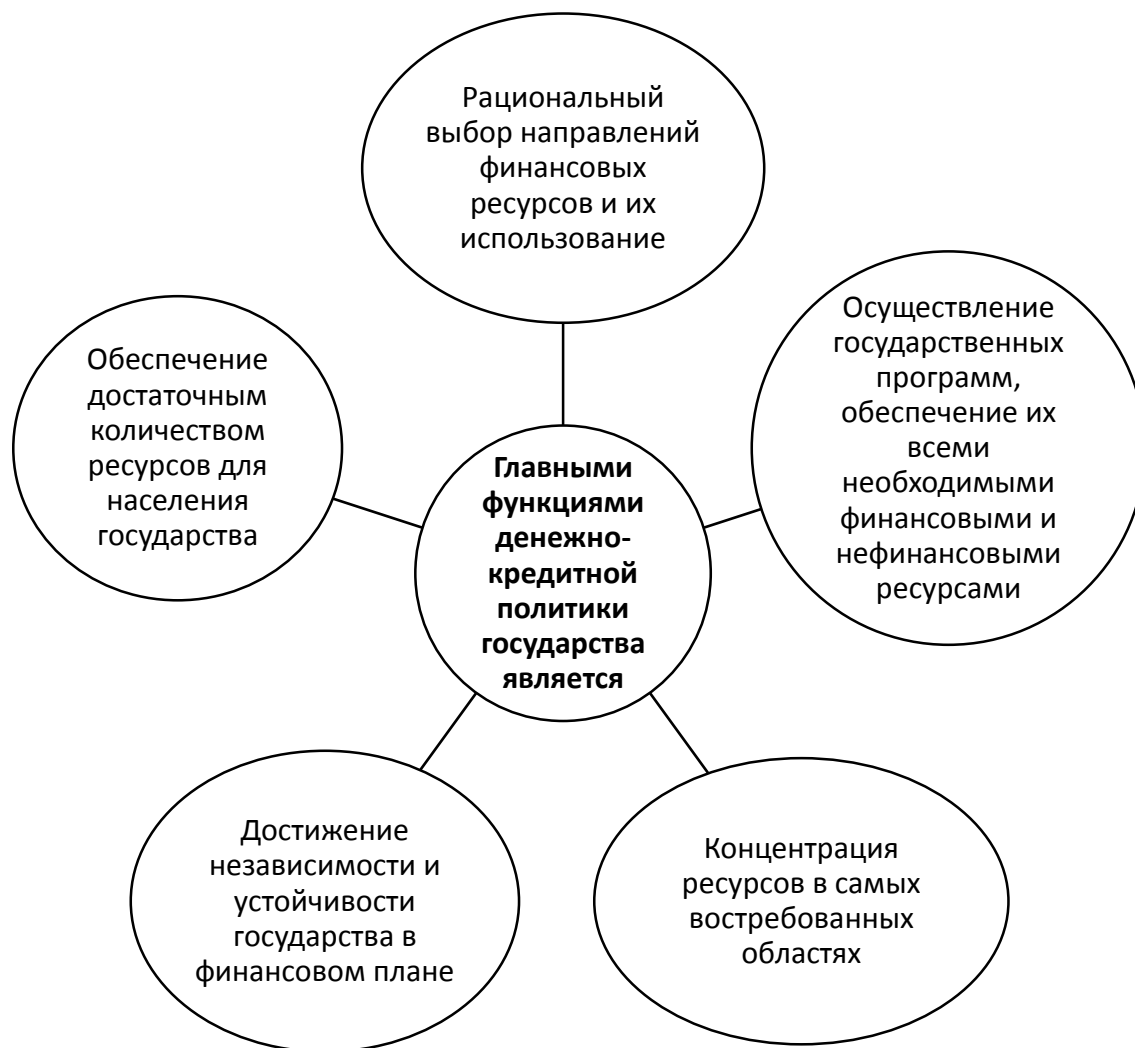 Рациональный
выбор направлений
финансовых
ресурсов и их
использование
Осуществление
государственных
программ,
обеспечение их
всеми
необходимыми
финансовыми и
нефинансовыми
ресурсами
Обеспечение
достаточным
количеством
ресурсов для
населения
государства
Главными
функциями
денежно-
кредитной
политики
государства
является
Достижение
независимости и
устойчивости
государства в
финансовом плане
Концентрация
ресурсов в самых
востребованных
областях